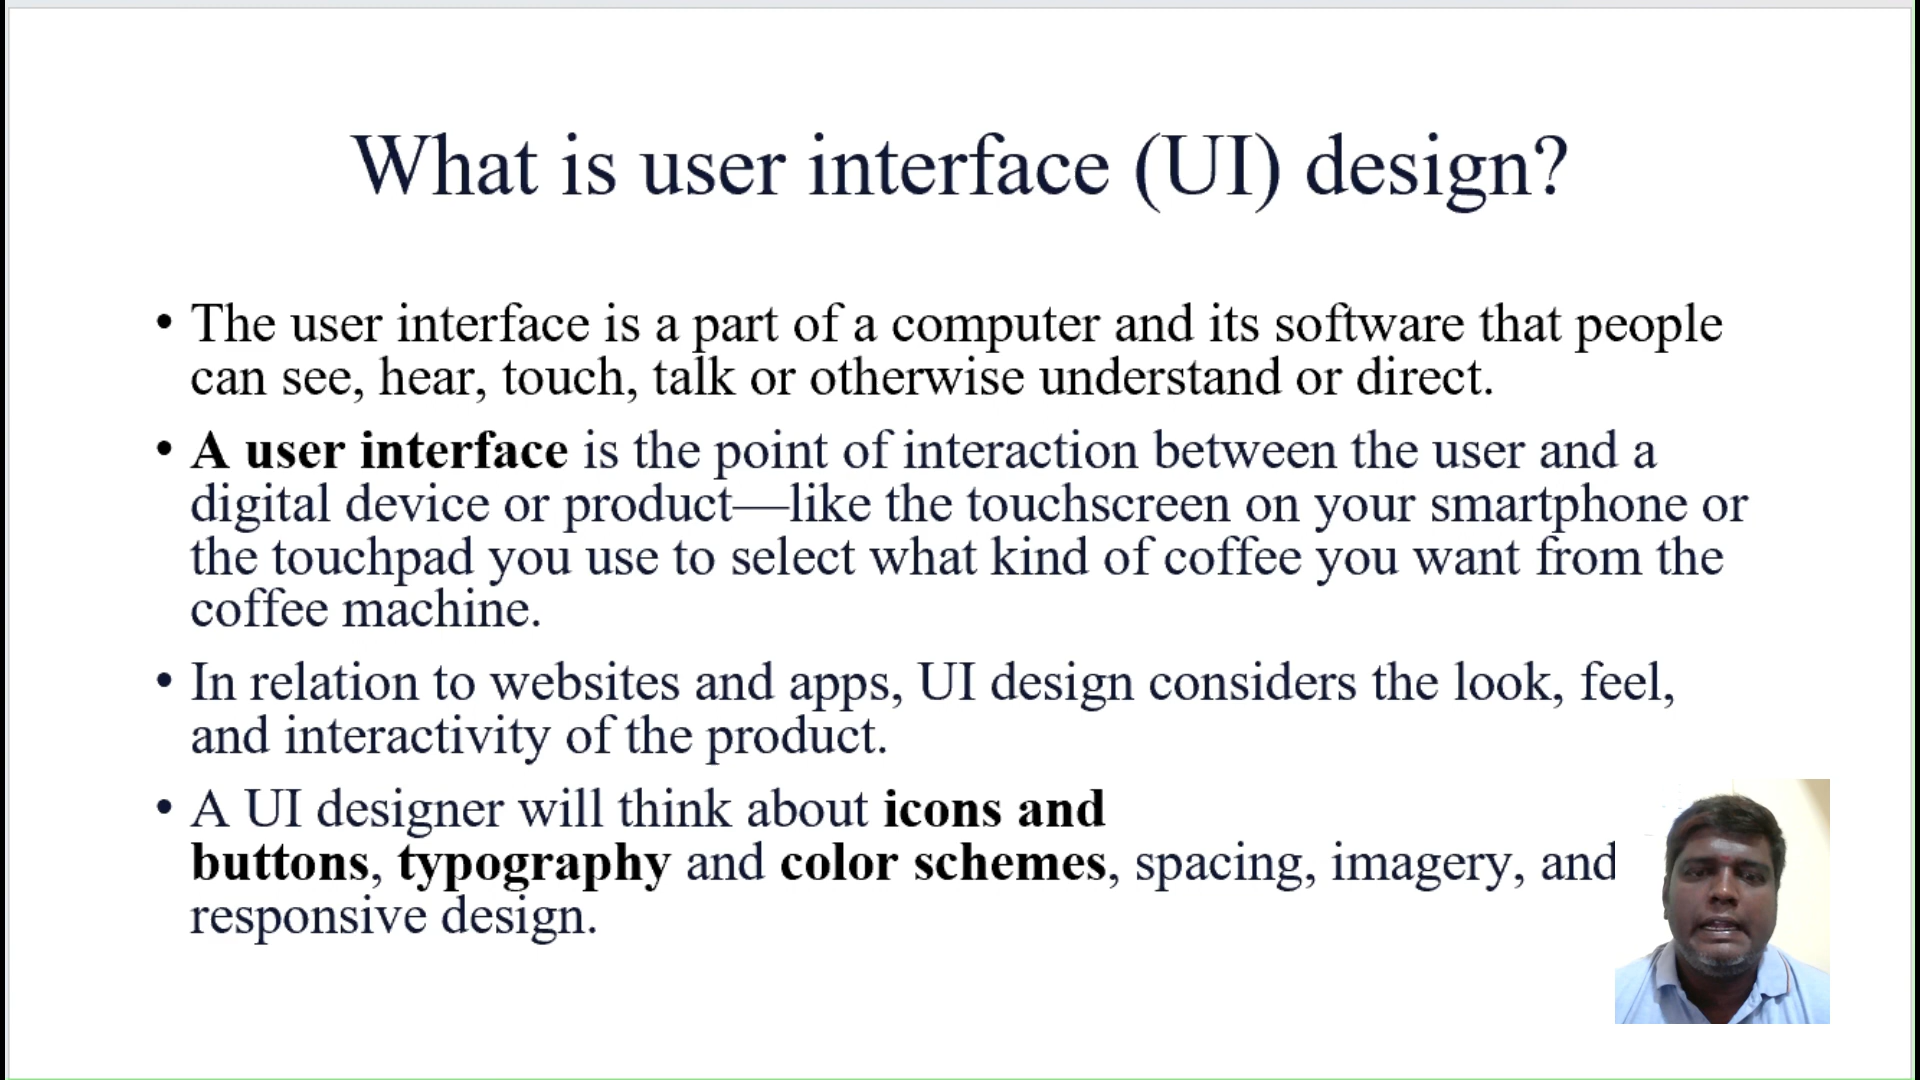 What is user interface (UI) design?
• The user interface is a part of a computer and its software that people
can see, hear, touch, talk or otherwise understand or direct.
• A user interface is the point of interaction between the user and a
digital device or product—like the touchscreen on your smartphone or
the touchpad you use to select what kind of coffee you want from the
coffee machine.
• In relation to websites and apps, UI design considers the look, feel,
and interactivity of the product.
• A UI designer will think about icons and
buttons, typography and color schemes, spacing, imagery, and
responsive design.